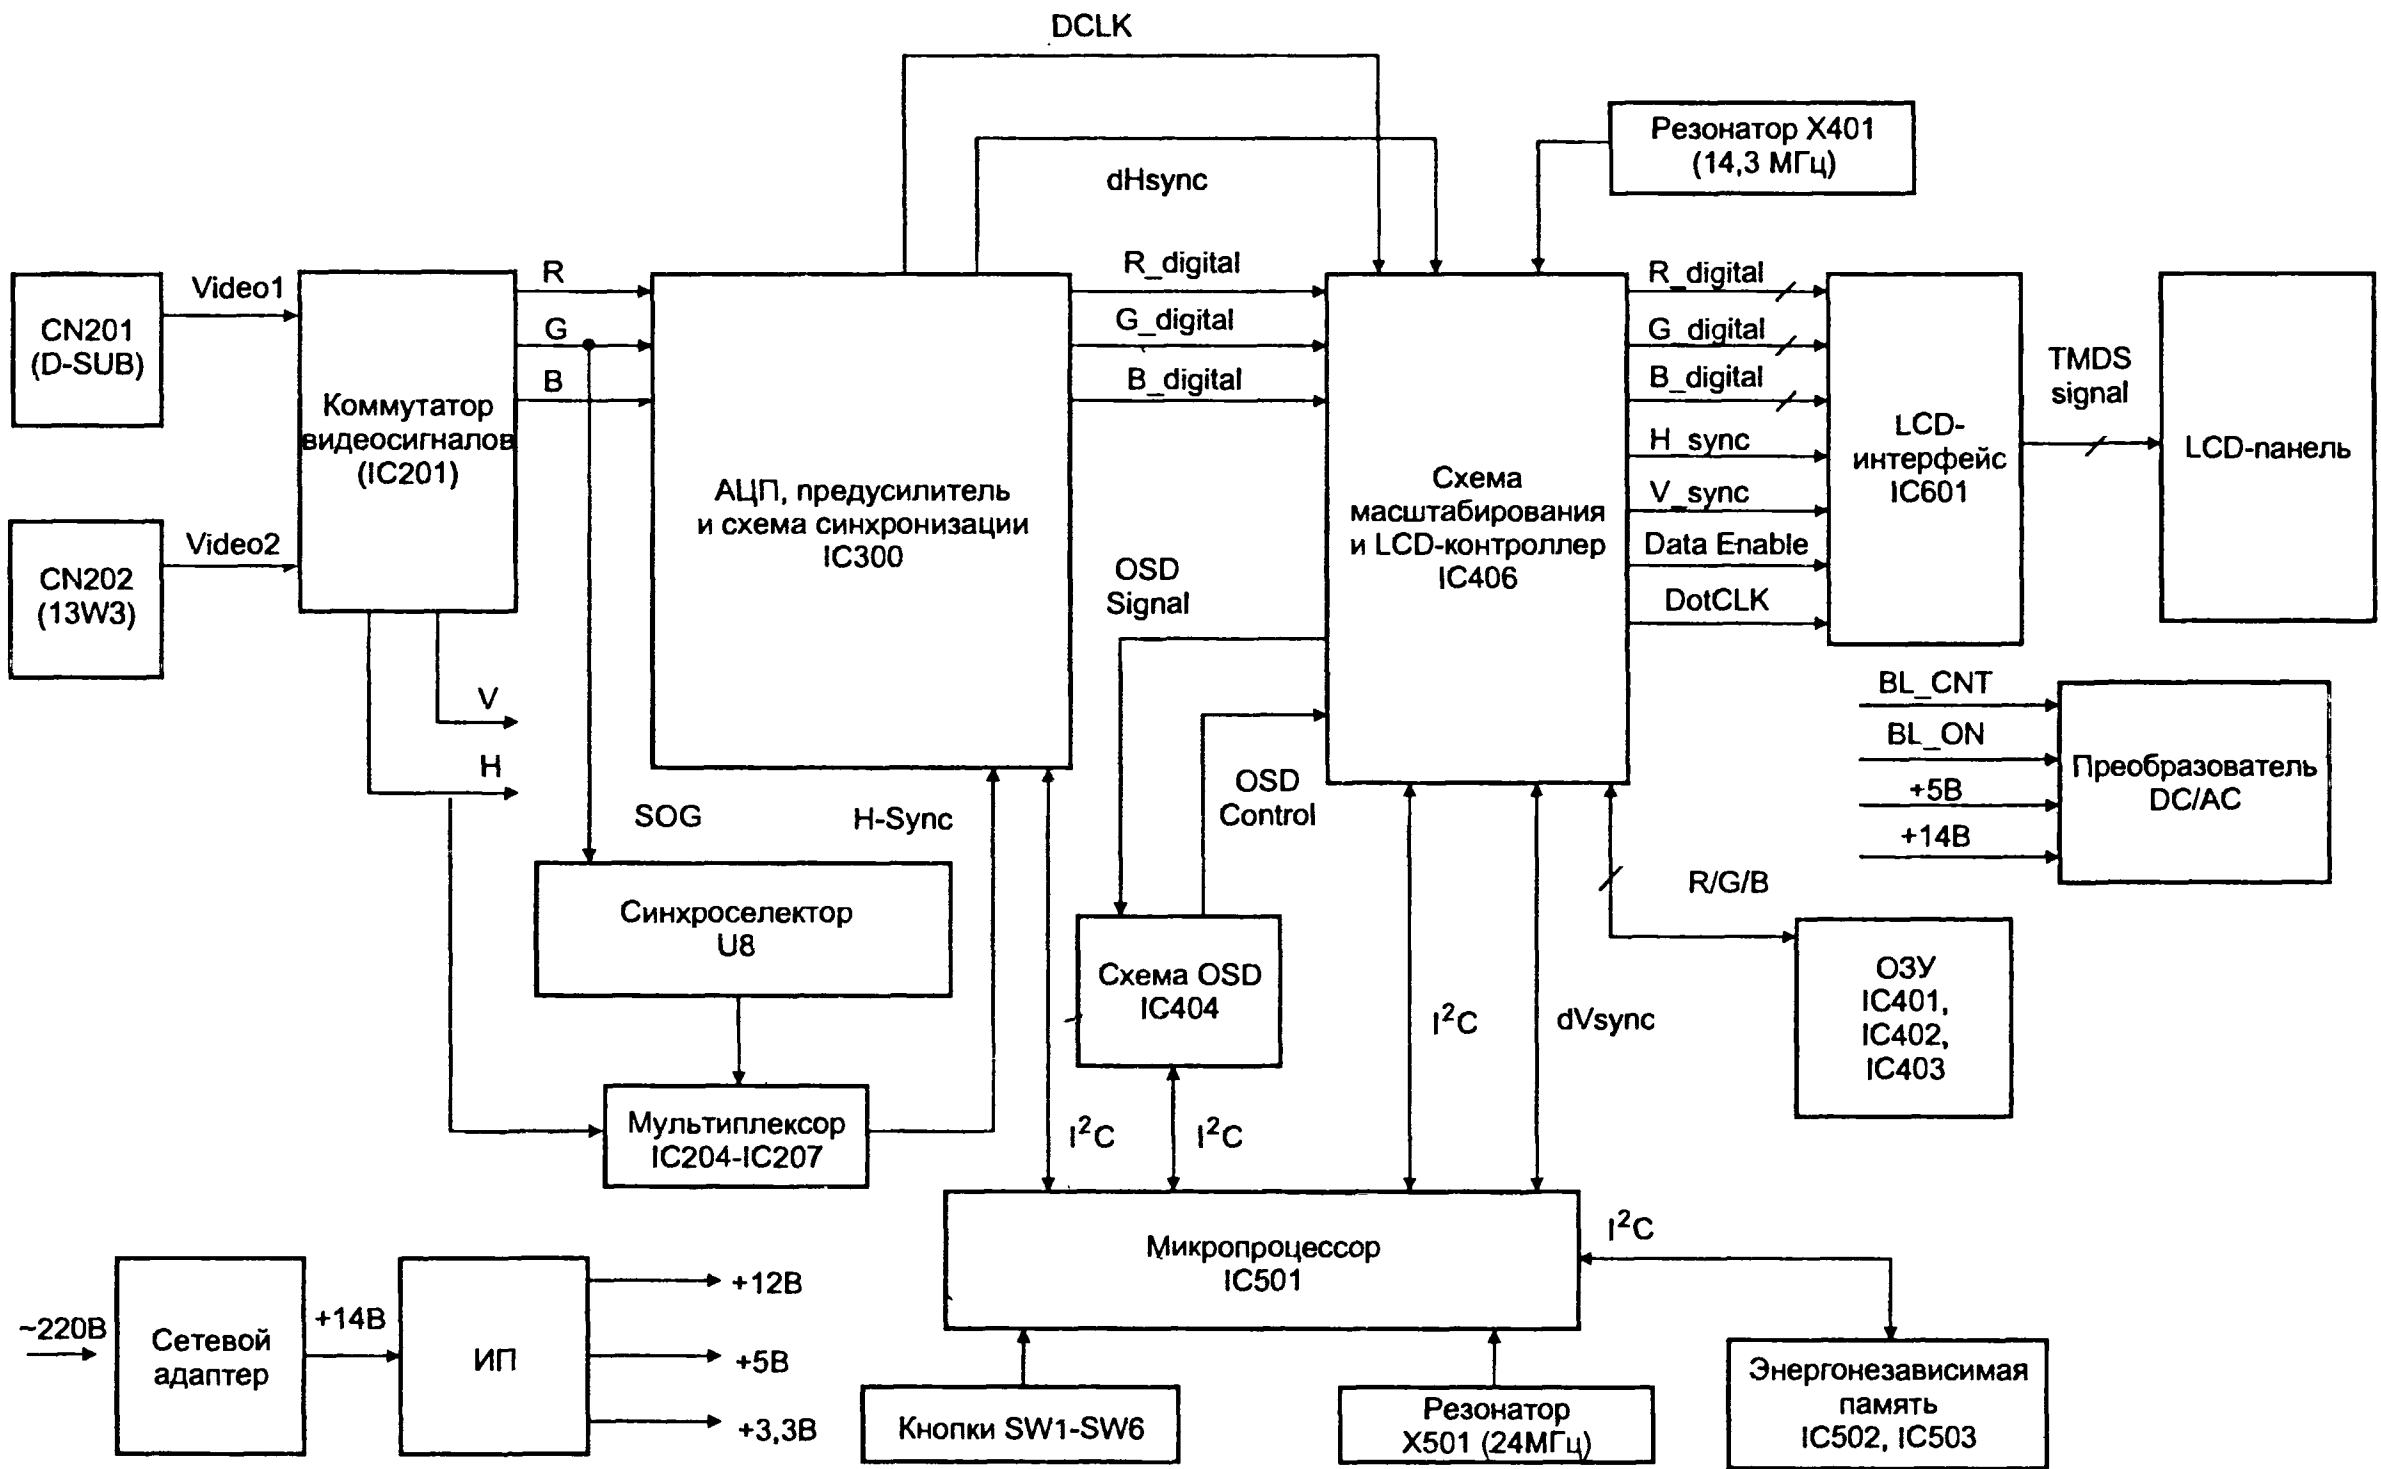 DCLK
Резонатор X401
(14,3 МГц)
dHsync
CN201
(D-SUB)
Video1
CN202
(13W3)
Video2
Коммутатор
видеосигналов
(IC201)
R
G
B
V
H
АЦП, предусилитель
и схема синхронизации
IC300
R_digital
G_digital
B_digital
OSD
Signal
OSD
Control
Схема
масштабирования
и LCD-контроллер
IC406
R_digital
G_digital
B_digital
H_sync
V_sync
Data Enable
DotCLK
LCD-
интерфейс
IC601
TMDS
signal
LCD-панель
BL_CNT
BL_ON
+5В
+14В
Преобразователь
DC/AC
SOG
H-Sync
Синхроселектор
U8
Мультиплексор
IC204-IC207
Схема OSD
IC404
I²C
I²C
I²C
dVsync
R/G/B
ОЗУ
IC401,
IC402,
IC403
Микропроцессор
IC501
I²C
~220В
Сетевой
адаптер
+14В
ИП
+12В
+5В
+3,3В
Кнопки SW1-SW6
Резонатор
X501 (24МГц)
Энергонезависимая
память
IC502, IC503